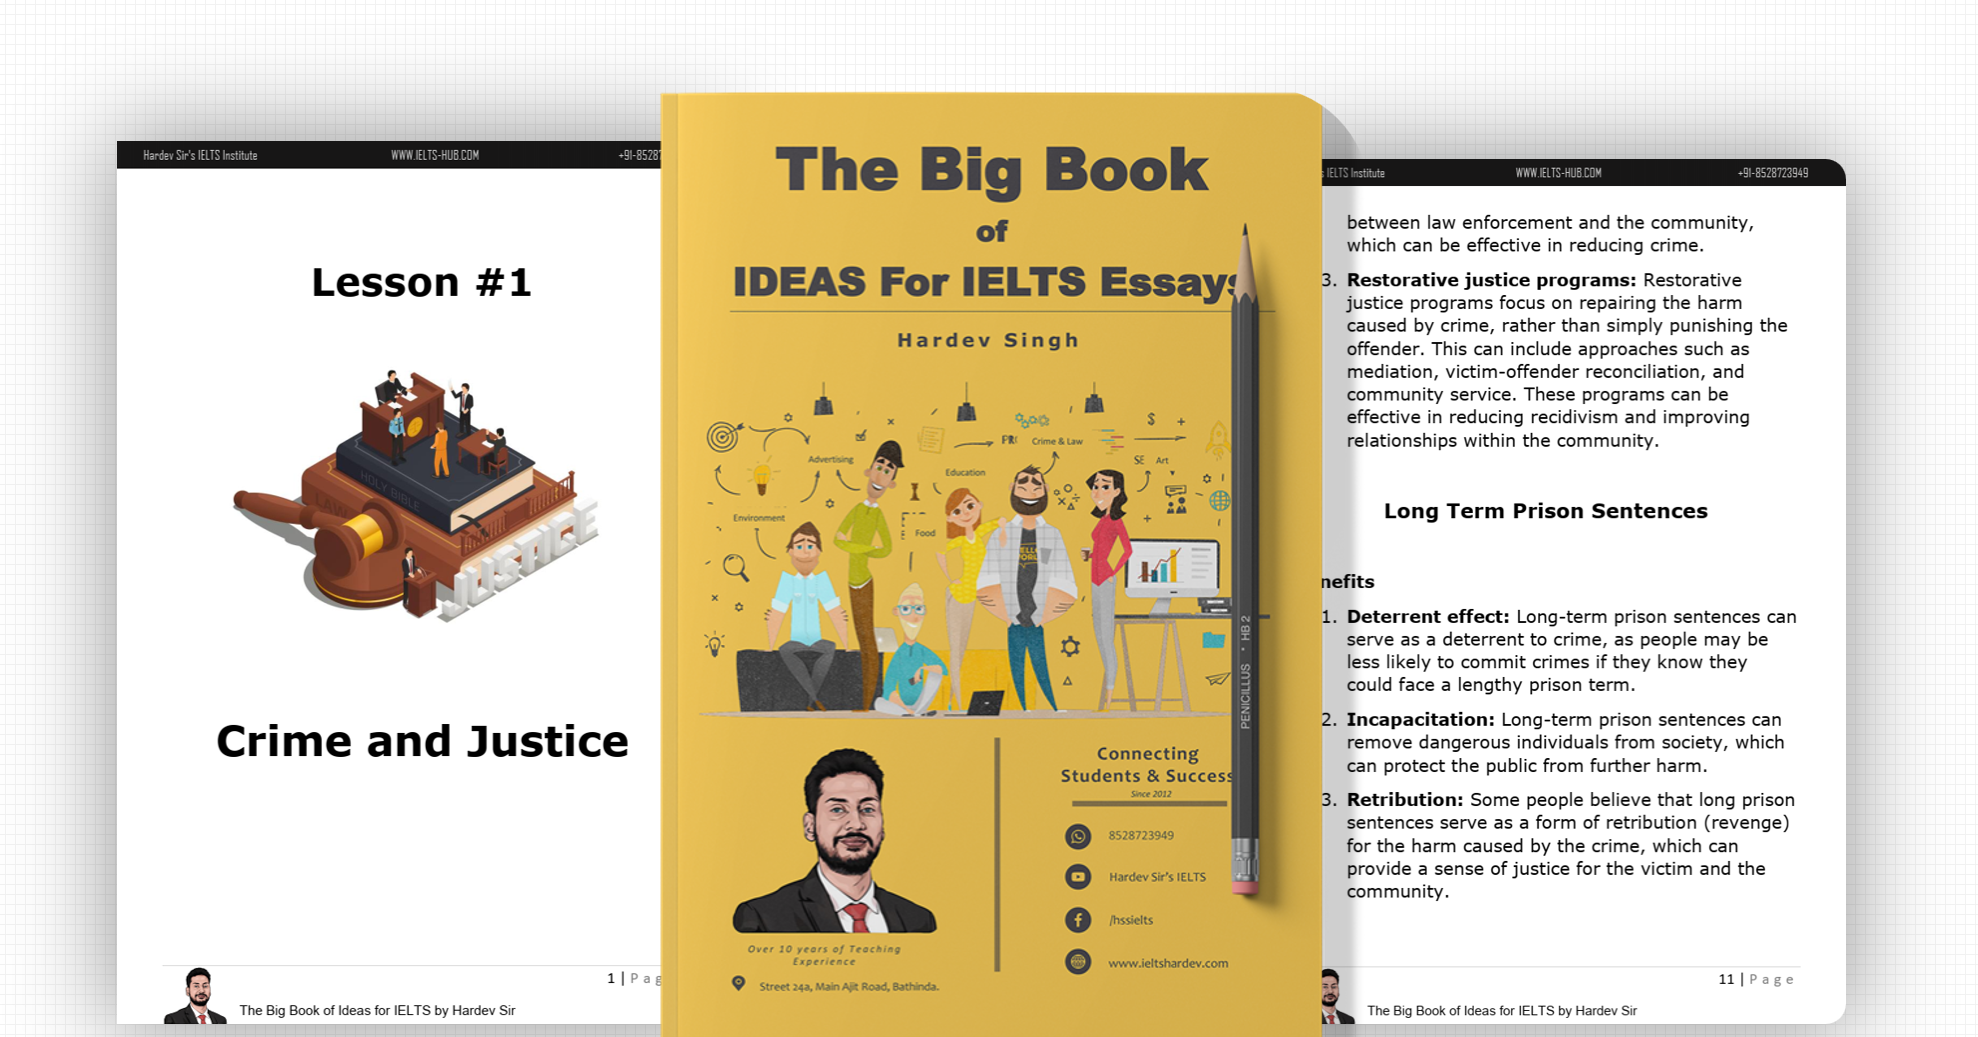 Hardev Sir's IELTS Institute
WWW.IELTS-HUB.COM
+91-85287
Lesson #1
LAW
HOLY BIBLE
JUSTICE
Crime and Justice
1 | Pag
The Big Book of Ideas for IELTS by Hardev Sir
The Big Book
of
IDEAS For IELTS Essays
Hardev Singh
Advertising
Crime & Law
Art
Education
Environment
Food
Connecting
Students & Success
Since 2012
8528723949
Hardev Sir's IELTS
/hssielts
www.ieltshardev.com
Over 10 years of Teaching
Experience
Street 24a, Main Ajit Road, Bathinda.
PENICILLUS * HB 2
s IELTS Institute
WWW.IELTS-HUB.COM
+91-8528723949
between law enforcement and the community,
which can be effective in reducing crime.
3. Restorative justice programs: Restorative
justice programs focus on repairing the harm
caused by crime, rather than simply punishing the
offender. This can include approaches such as
mediation, victim-offender reconciliation, and
community service. These programs can be
effective in reducing recidivism and improving
relationships within the community.
Long Term Prison Sentences
nefits
1. Deterrent effect: Long-term prison sentences can
serve as a deterrent to crime, as people may be
less likely to commit crimes if they know they
could face a lengthy prison term.
2. Incapacitation: Long-term prison sentences can
remove dangerous individuals from society, which
can protect the public from further harm.
3. Retribution: Some people believe that long prison
sentences serve as a form of retribution (revenge)
for the harm caused by the crime, which can
provide a sense of justice for the victim and the
community.
11 | Page
The Big Book of Ideas for IELTS by Hardev Sir